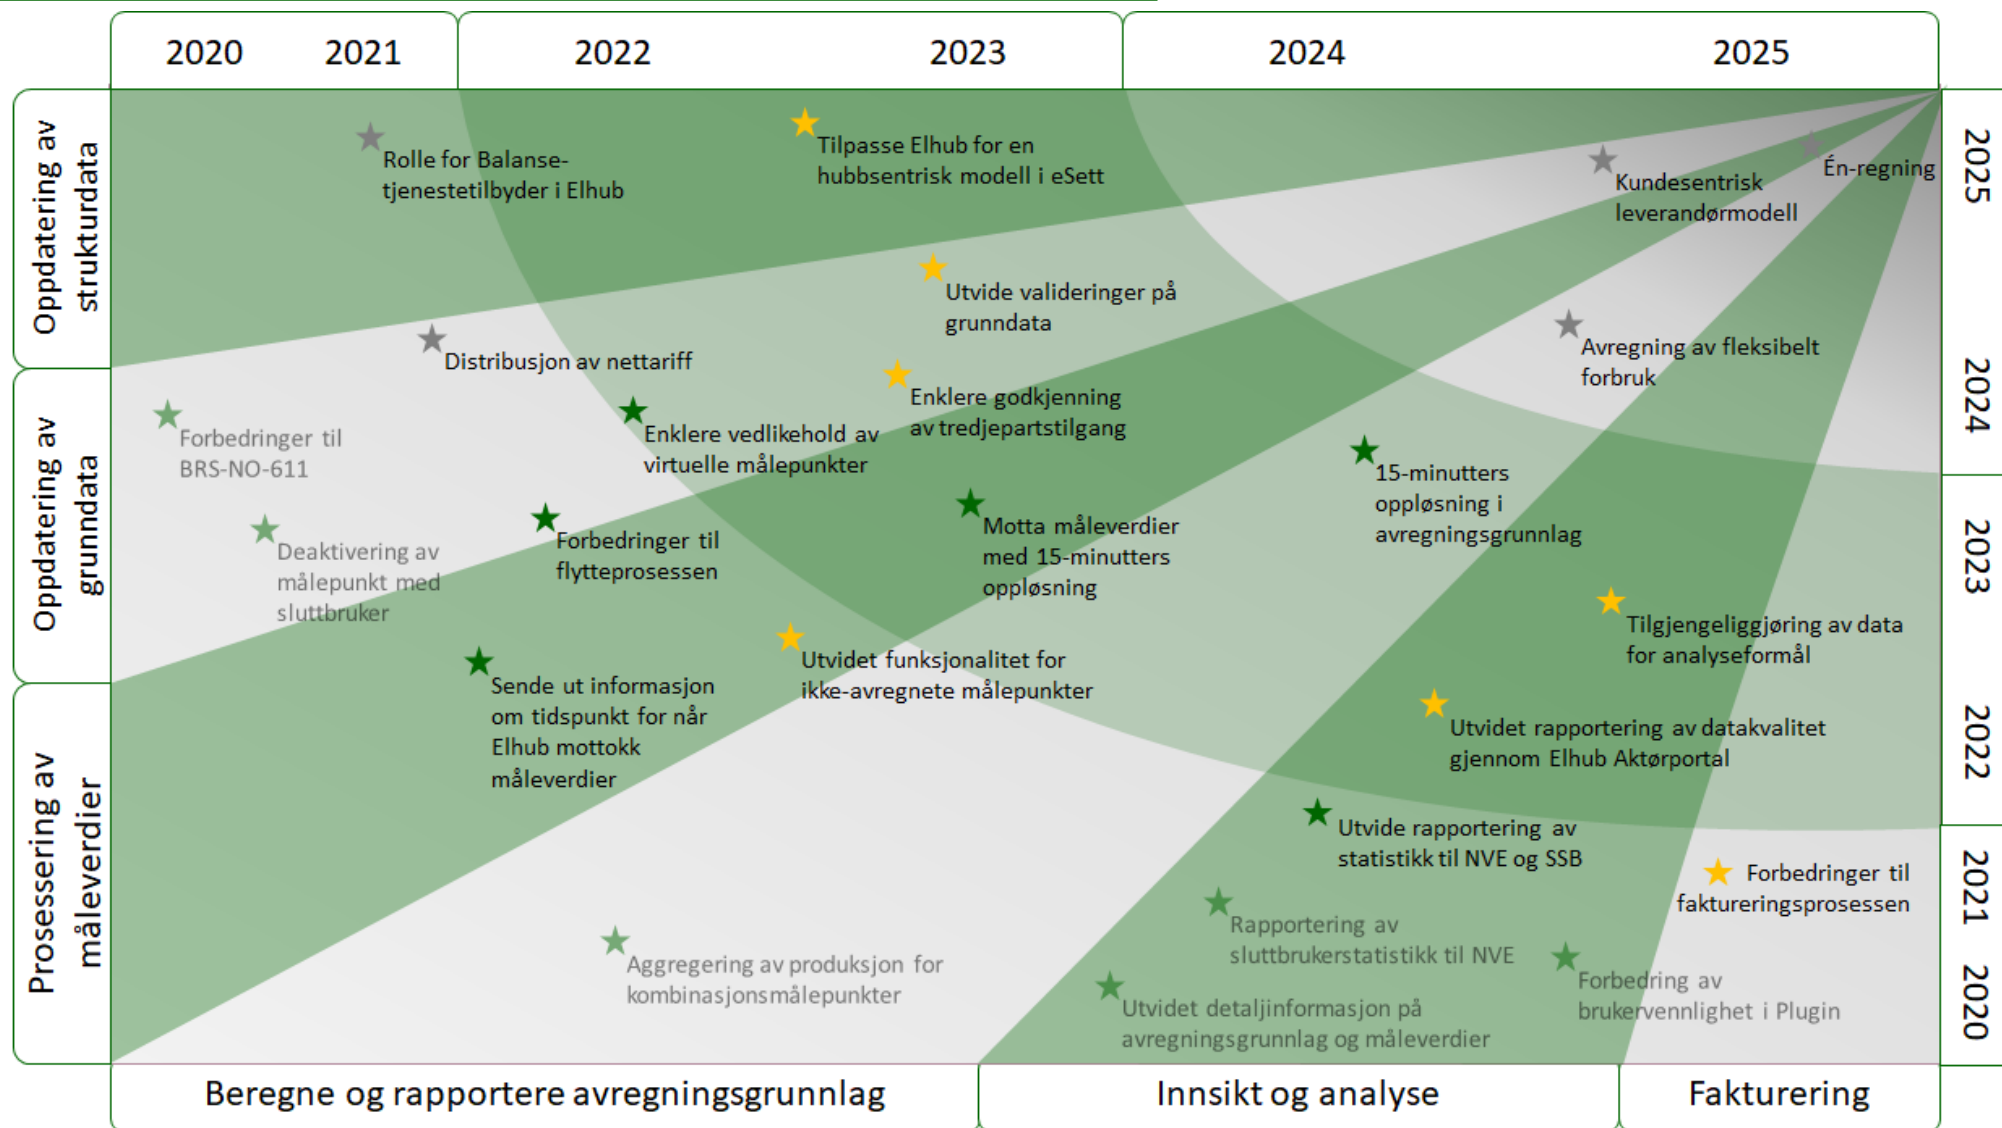 2020
2021
2022
2023
2024
2025
Oppdatering av
strukturdata
Oppdatering av
grunndata
Prosessering av
måleverdier
Rolle for Balanse-
tjenestetilbyder i Elhub
Tilpasse Elhub for en
hubbsentrisk modell i eSett
Kundesentrisk
leverandørmodell
Én-regning
Utvide valideringer på
grunndata
Distribusjon av nettariff
Avregning av fleksibelt
forbruk
Enklere godkjenning
av tredjepartstilgang
Forbedringer til
BRS-NO-611
Enklere vedlikehold av
virtuelle målepunkter
15-minutters
oppløsning i
avregningsgrunnlag
Motta måleverdier
med 15-minutters
oppløsning
Deaktivering av
målepunkt med
sluttbruker
Forbedringer til
flytteprosessen
Tilgjengeliggjøring av data
for analyseformål
Utvidet funksjonalitet for
ikke-avregnete målepunkter
Sende ut informasjon
om tidspunkt for når
Elhub mottokk
måleverdier
Utvidet rapportering av datakvalitet
gjennom Elhub Aktørportal
Utvide rapportering av
statistikk til NVE og SSB
Forbedringer til
faktureringsprosessen
Rapportering av
sluttbrukerstatistikk til NVE
Aggregering av produksjon for
kombinasjonsmålepunkter
Forbedring av
brukervennlighet i Plugin
Utvidet detaljinformasjon på
avregningsgrunnlag og måleverdier
2025
2024
2023
2022
2021
2020
Beregne og rapportere avregningsgrunnlag
Innsikt og analyse
Fakturering